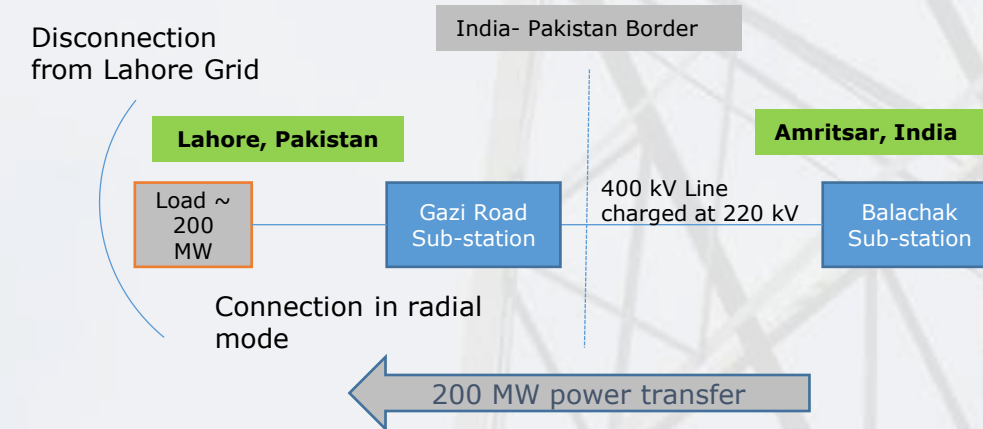 Disconnection
from Lahore Grid
India- Pakistan Border
Lahore, Pakistan
Amritsar, India
Load ~
200
MW
Gazi Road
Sub-station
400 kV Line
charged at 220 kV
Balachak
Sub-station
Connection in radial
mode
200 MW power transfer